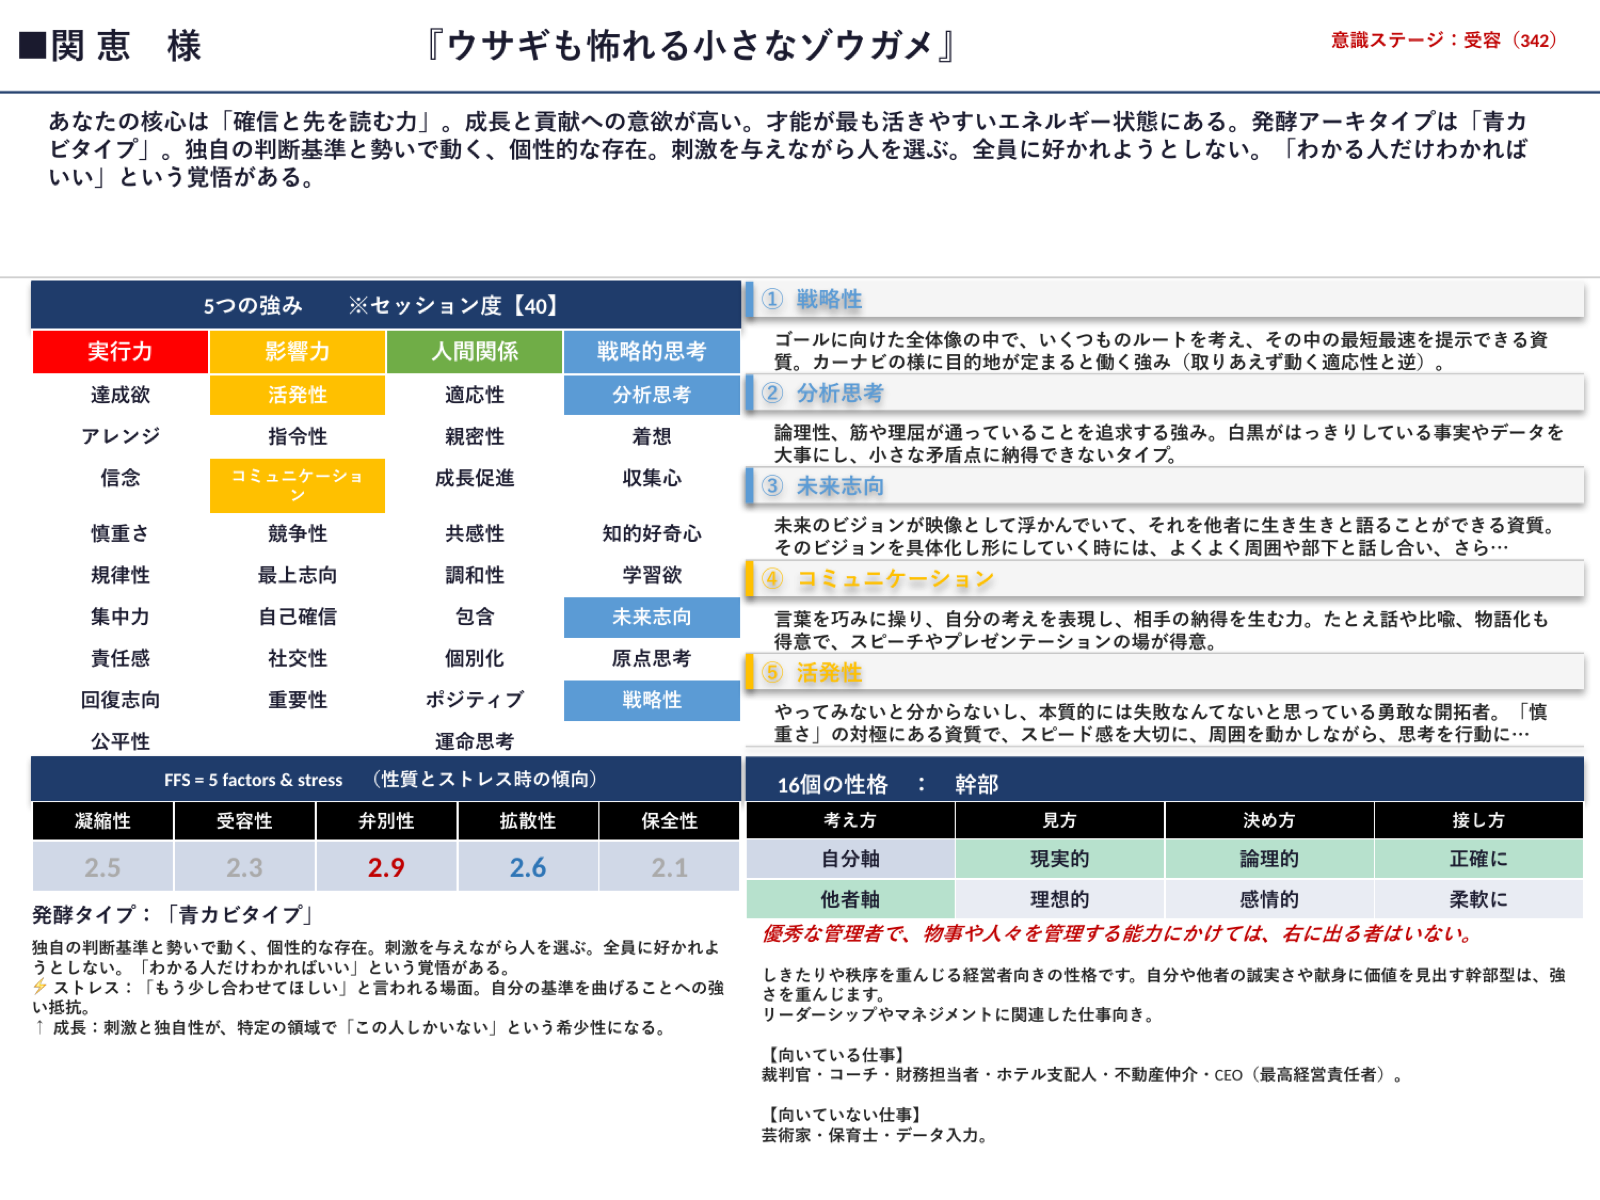 ■関 恵　様
『ウサギも怖れる小さなゾウガメ』
意識ステージ：受容（342）
あなたの核心は「確信と先を読む力」。成長と貢献への意欲が高い。才能が最も活きやすいエネルギー状態にある。発酵アーキタイプは「青カ
ビタイプ」。独自の判断基準と勢いで動く、個性的な存在。刺激を与えながら人を選ぶ。全員に好かれようとしない。「わかる人だけわかれば
いい」という覚悟がある。
5つの強み　　※セッション度【40】
実行力 影響力 人間関係 戦略的思考
達成欲 活発性 適応性 分析思考
アレンジ 指令性 親密性 着想
信念 コミュニケーショ 成長促進 収集心
ン
慎重さ 競争性 共感性 知的好奇心
規律性 最上志向 調和性 学習欲
集中力 自己確信 包含 未来志向
責任感 社交性 個別化 原点思考
回復志向 重要性 ポジティブ 戦略性
公平性 運命思考
① 戦略性
ゴールに向けた全体像の中で、いくつものルートを考え、その中の最短最速を提示できる資
質。カーナビの様に目的地が定まると働く強み（取りあえず動く適応性と逆）。
② 分析思考
論理性、筋や理屈が通っていることを追求する強み。白黒がはっきりしている事実やデータを
大事にし、小さな矛盾点に納得できないタイプ。
③ 未来志向
未来のビジョンが映像として浮かんでいて、それを他者に生き生きと語ることができる資質。
そのビジョンを具体化し形にしていく時には、よくよく周囲や部下と話し合い、さら…
④ コミュニケーション
言葉を巧みに操り、自分の考えを表現し、相手の納得を生む力。たとえ話や比喩、物語化も
得意で、スピーチやプレゼンテーションの場が得意。
⑤ 活発性
やってみないと分からないし、本質的には失敗なんてないと思っている勇敢な開拓者。「慎
重さ」の対極にある資質で、スピード感を大切に、周囲を動かしながら、思考を行動に…
FFS = 5 factors & stress　（性質とストレス時の傾向）
凝縮性 受容性 弁別性 拡散性 保全性
2.5 2.3 2.9 2.6 2.1
発酵タイプ：「青カビタイプ」
独自の判断基準と勢いで動く、個性的な存在。刺激を与えながら人を選ぶ。全員に好かれよ
うとしない。「わかる人だけわかればいい」という覚悟がある。
⚡ ストレス：「もう少し合わせてほしい」と言われる場面。自分の基準を曲げることへの強
い抵抗。
↑ 成長：刺激と独自性が、特定の領域で「この人しかいない」という希少性になる。
16個の性格　：　幹部
考え方 見方 決め方 接し方
自分軸 現実的 論理的 正確に
他者軸 理想的 感情的 柔軟に
優秀な管理者で、物事や人々を管理する能力にかけては、右に出る者はいない。
しきたりや秩序を重んじる経営者向きの性格です。自分や他者の誠実さや献身に価値を見出す幹部型は、強
さを重んじます。
リーダーシップやマネジメントに関連した仕事向き。
【向いている仕事】
裁判官・コーチ・財務担当者・ホテル支配人・不動産仲介・CEO（最高経営責任者）。
【向いていない仕事】
芸術家・保育士・データ入力。